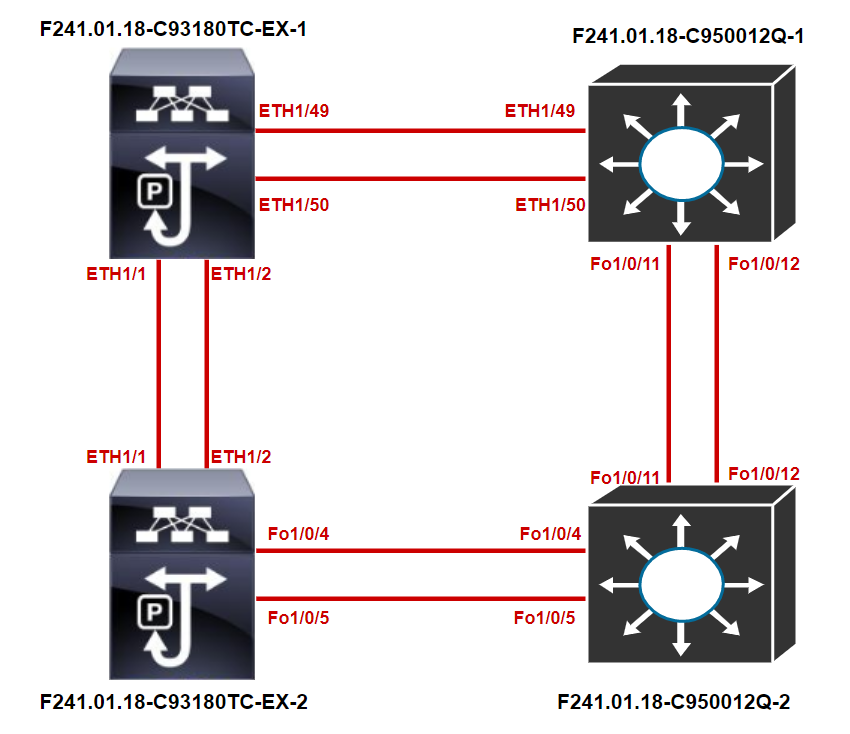 F241.01.18-C93180TC-EX-1
F241.01.18-C950012Q-1
ETH1/49
ETH1/49
ETH1/50
ETH1/50
P
ETH1/1
ETH1/2
Fo1/0/11
Fo1/0/12
ETH1/1
ETH1/2
Fo1/0/11
Fo1/0/12
Fo1/0/4
Fo1/0/4
P
Fo1/0/5
Fo1/0/5
F241.01.18-C93180TC-EX-2
F241.01.18-C950012Q-2